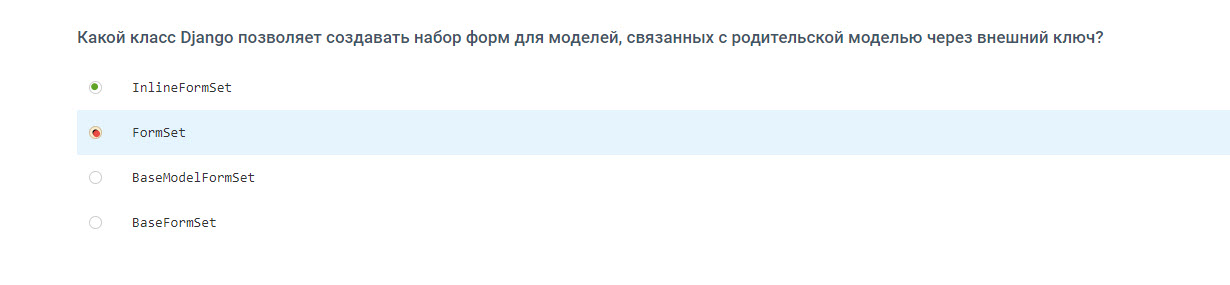 Какой класс Django позволяет создавать набор форм для моделей, связанных с родительской моделью через внешний ключ?
InlineFormSet
FormSet
BaseModelFormSet
BaseFormSet